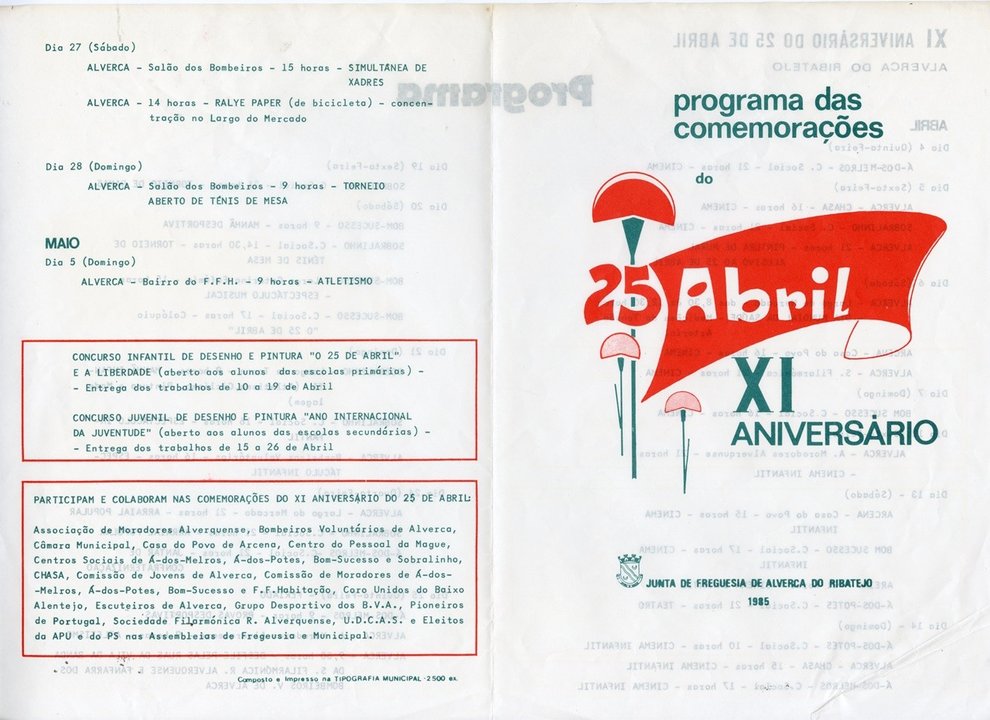 Dia 27 (Sábado)
ALVERCA - Salão dos Bombeiros - 15 horas - SIMULTÂNEA DE
XADRÊS
ALVERCA - 14 horas - RALYE PAPER (de bicicleta) - concen-
tração no Largo do Mercado
Dia 28 (Domingo)
ALVERCA - Salão dos Bombeiros - 9 horas - TORNEIO
ABERTO DE TÉNIS DE MESA
MAIO
Dia 5 (Domingo)
ALVERCA - Bairro do F.F.H. - 9 horas - ATLETISMO
CONCURSO INFANTIL DE DESENHO E PINTURA "O 25 DE ABRIL"
E A LIBERDADE (aberto aos alunos das escolas primárias) -
- Entrega dos trabalhos de 10 a 19 de Abril
CONCURSO JUVENIL DE DESENHO E PINTURA "ANO INTERNACIONAL
DA JUVENTUDE" (aberto aos alunos das escolas secundárias) -
- Entrega dos trabalhos de 15 a 26 de Abril
PARTICIPAM E COLABORAM NAS COMEMORAÇÕES DO XI ANIVERSÁRIO DO 25 DE ABRIL:
Associação de Moradores Alverquense, Bombeiros Voluntários de Alverca,
Câmara Municipal, Casa do Povo de Arcena, Centro do Pessoal da Mague,
Centros Sociais de Á-dos-Melros, Á-dos-Potes, Bom-Sucesso e Sobralinho,
CHASA, Comissão de Jovens de Alverca, Comissão de Moradores de Á-dos-
-Melros, Á-dos-Potes, Bom-Sucesso e F.F.Habitação, Coro Unidos do Baixo
Alentejo, Escuteiros de Alverca, Grupo Desportivo dos B.V.A., Pioneiros
de Portugal, Sociedade Filarmónica R. Alverquense, U.D.C.A.S. e Eleitos
da APU e do PS nas Assembleias de Freguesia e Municipal.
Composto e Impresso na TIPOGRAFIA MUNICIPAL - 2500 ex.
programa das
comemorações
do
25 Abril
XI
ANIVERSÁRIO
JUNTA DE FREGUESIA DE ALVERCA DO RIBATEJO
1985